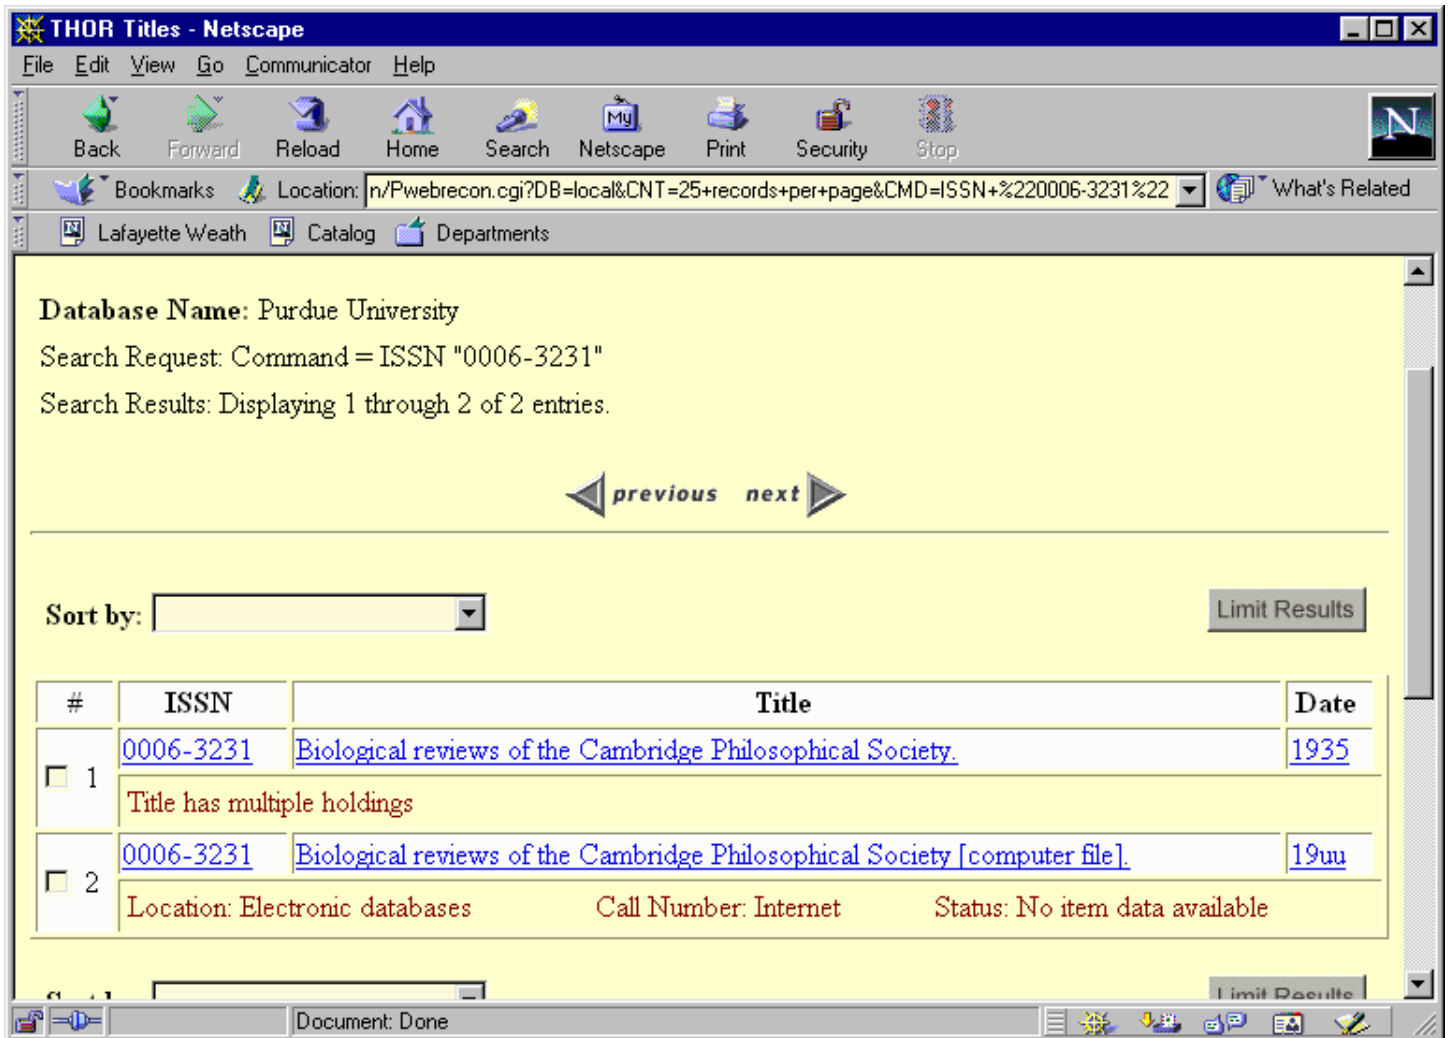 THOR Titles - Netscape
File Edit View Go Communicator Help
My
N
Back Forward Reload Home Search Netscape Print Security Stop
Bookmarks Location: n/Pwebrecon.cgi?DB=local&CNT=25+records+per+page&CMD=ISSN+%220006-3231%22 What's Related
Lafayette Weath Catalog Departments
Database Name: Purdue University
Search Request: Command = ISSN "0006-3231"
Search Results: Displaying 1 through 2 of 2 entries.
previous next
Sort by: Limit Results
# ISSN Title Date
1 0006-3231 Biological reviews of the Cambridge Philosophical Society. 1935
Title has multiple holdings
2 0006-3231 Biological reviews of the Cambridge Philosophical Society [computer file]. 19uu
Location: Electronic databases Call Number: Internet Status: No item data available
Limit Results
Document: Done